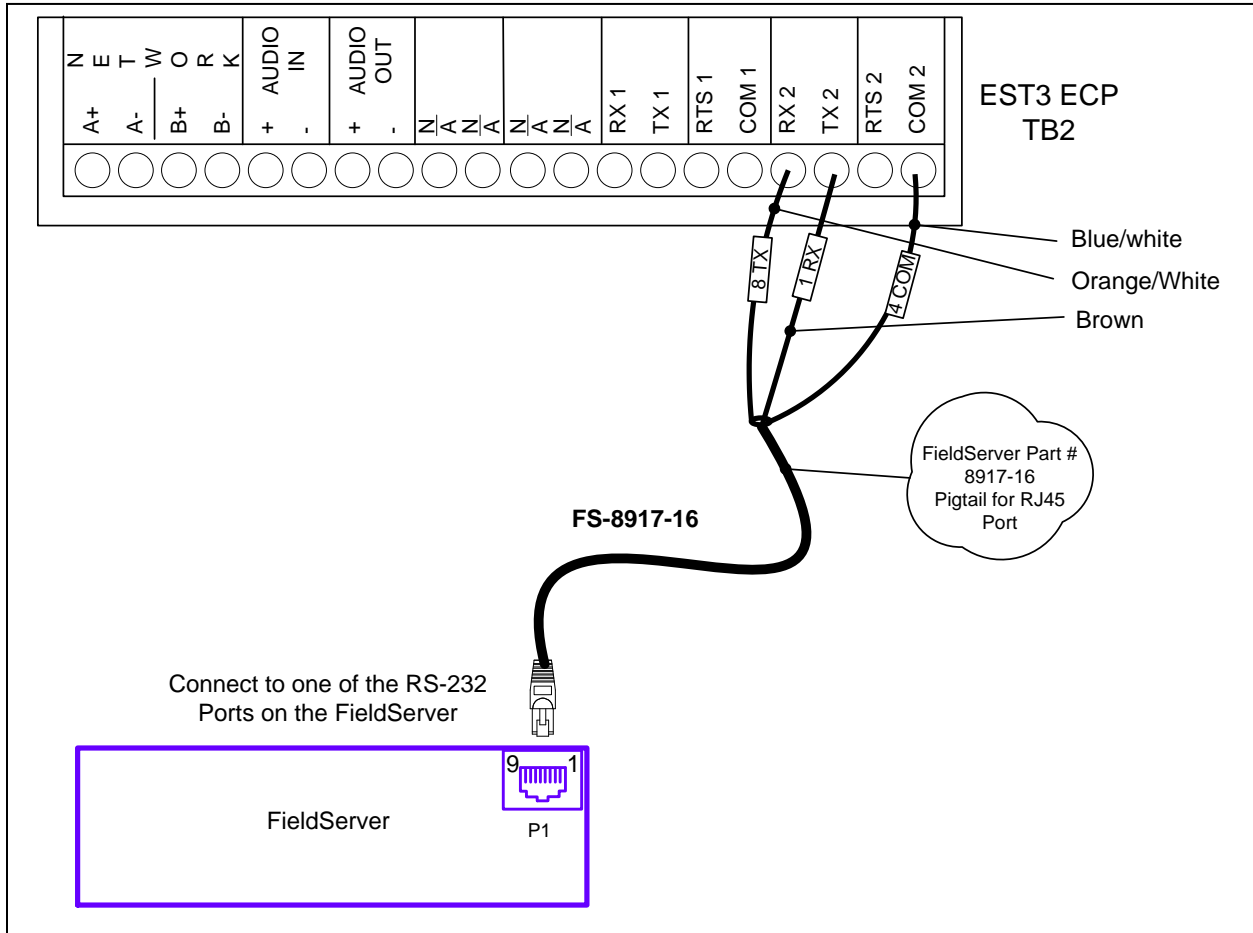 NETWORK
A+
A-
B+
B-
AUDIO
IN
+
-
AUDIO
OUT
+
-
N/A
N/A
N/A
N/A
RX 1
TX 1
RTS 1
COM 1
RX 2
TX 2
RTS 2
COM 2
EST3 ECP
TB2
8 TX
1 RX
4 COM
Blue/white
Orange/White
Brown
FieldServer Part #
8917-16
Pigtail for RJ45
Port
FS-8917-16
Connect to one of the RS-232
Ports on the FieldServer
9
1
P1
FieldServer